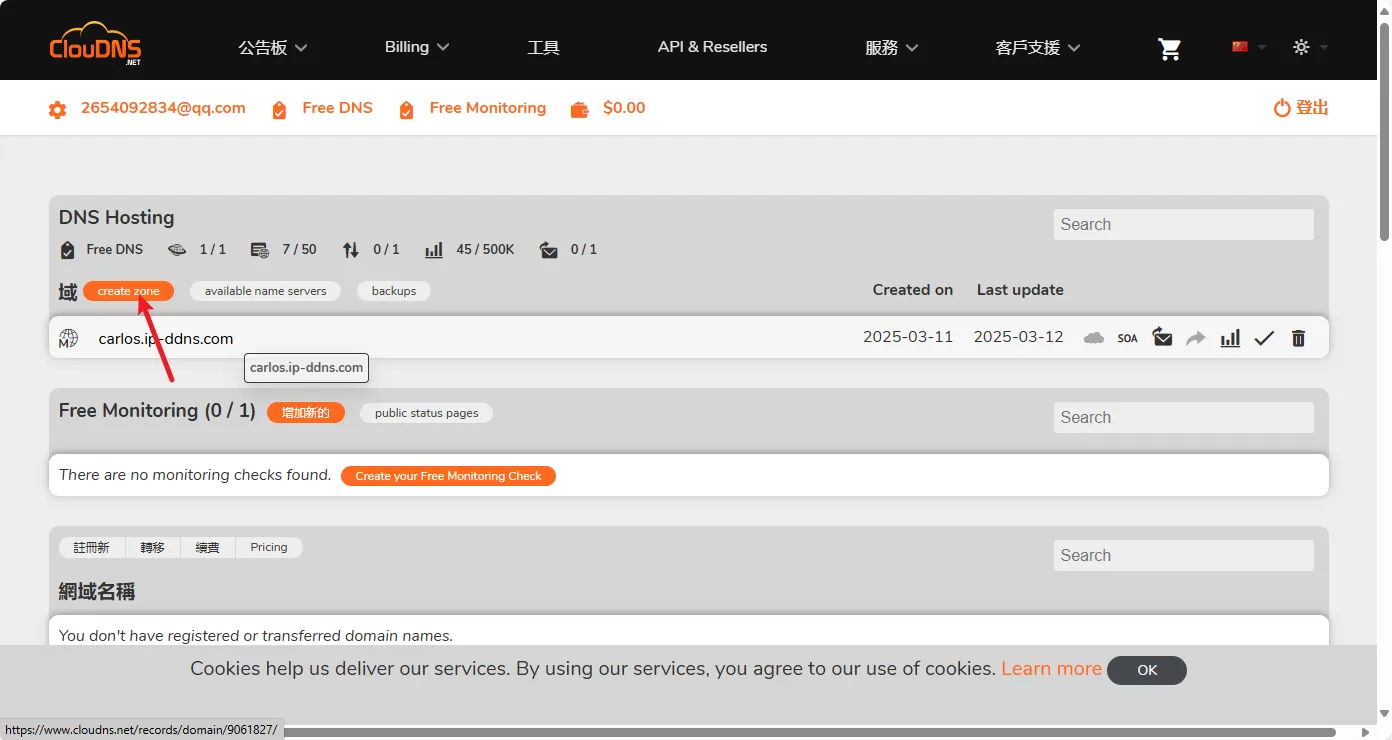 ClouDNS
.NET
公告板
Billing
工具
API & Resellers
服務
客戶支援
2654092834@qq.com
Free DNS
Free Monitoring
$0.00
登出
DNS Hosting
Search
Free DNS
1 / 1
7 / 50
0 / 1
45 / 500K
0 / 1
域
create zone
available name servers
backups
Created on
Last update
M
carlos.ip-ddns.com
2025-03-11
2025-03-12
SOA
carlos.ip-ddns.com
Free Monitoring (0 / 1)
增加新的
public status pages
Search
There are no monitoring checks found.
Create your Free Monitoring Check
註冊新
轉移
續費
Pricing
Search
網域名稱
You don't have registered or transferred domain names.
Cookies help us deliver our services. By using our services, you agree to our use of cookies. Learn more
OK
https://www.cloudns.net/records/domain/9061827/